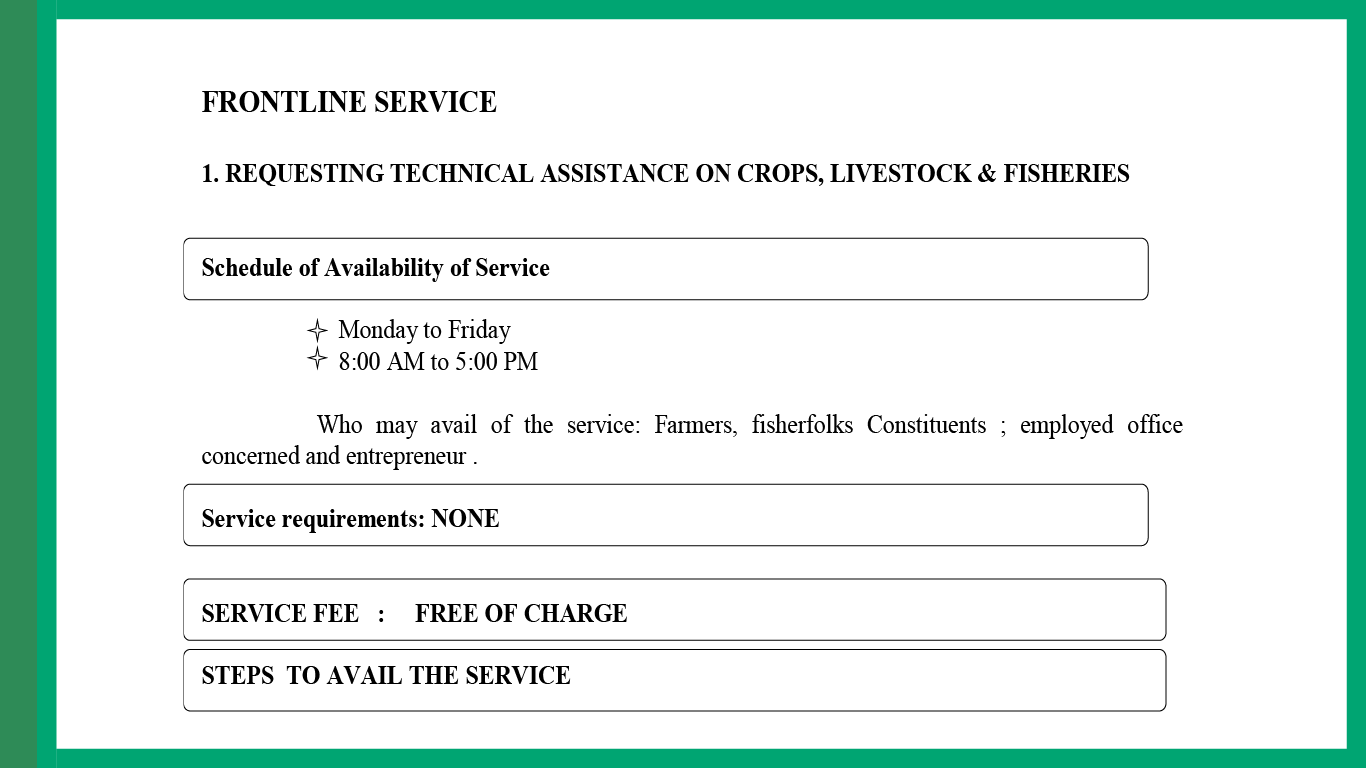 FRONTLINE SERVICE
1. REQUESTING TECHNICAL ASSISTANCE ON CROPS, LIVESTOCK & FISHERIES
Schedule of Availability of Service
Monday to Friday
8:00 AM to 5:00 PM
Who may avail of the service: Farmers, fisherfolks Constituents ; employed office
concerned and entrepreneur .
Service requirements: NONE
SERVICE FEE : FREE OF CHARGE
STEPS TO AVAIL THE SERVICE